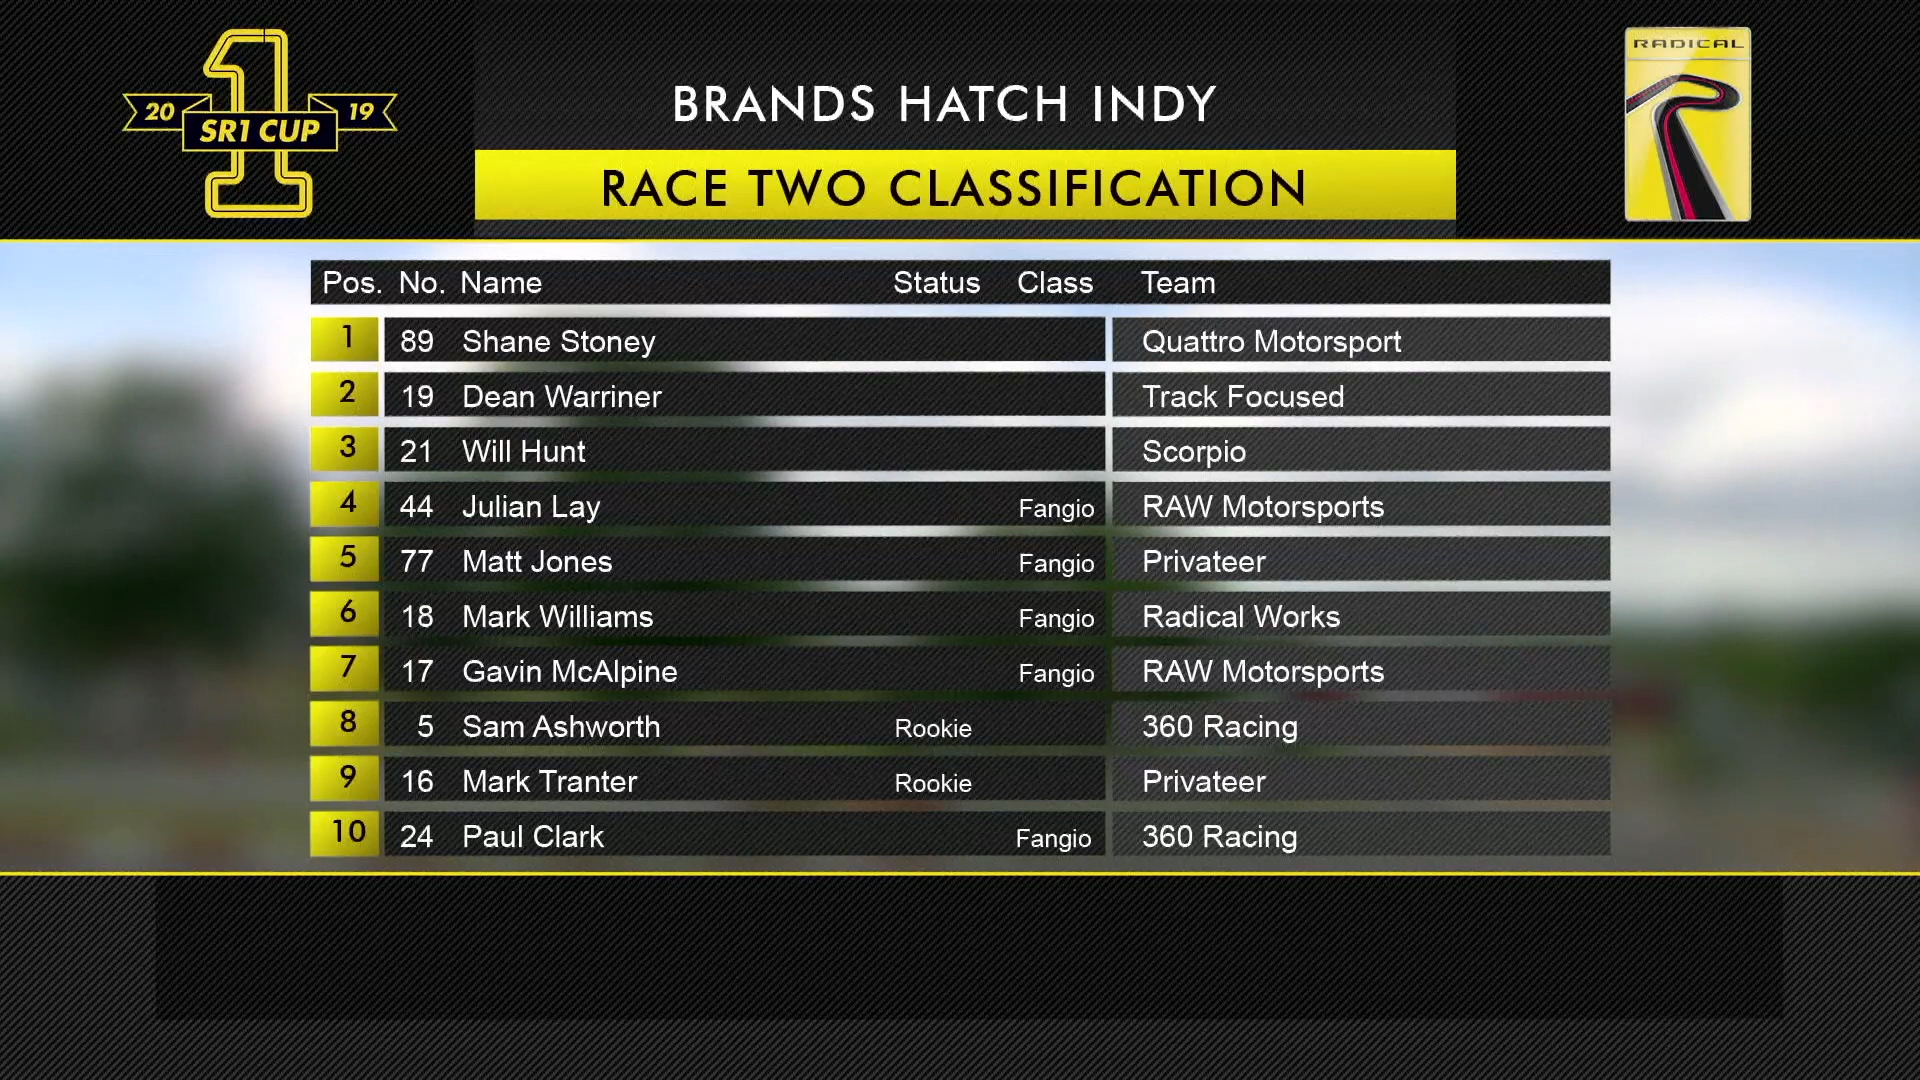 20 SR1 CUP 19
RADICAL
BRANDS HATCH INDY
RACE TWO CLASSIFICATION
Pos. No. Name Status Class Team
1 89 Shane Stoney Quattro Motorsport
2 19 Dean Warriner Track Focused
3 21 Will Hunt Scorpio
4 44 Julian Lay Fangio RAW Motorsports
5 77 Matt Jones Fangio Privateer
6 18 Mark Williams Fangio Radical Works
7 17 Gavin McAlpine Fangio RAW Motorsports
8 5 Sam Ashworth Rookie 360 Racing
9 16 Mark Tranter Rookie Privateer
10 24 Paul Clark Fangio 360 Racing